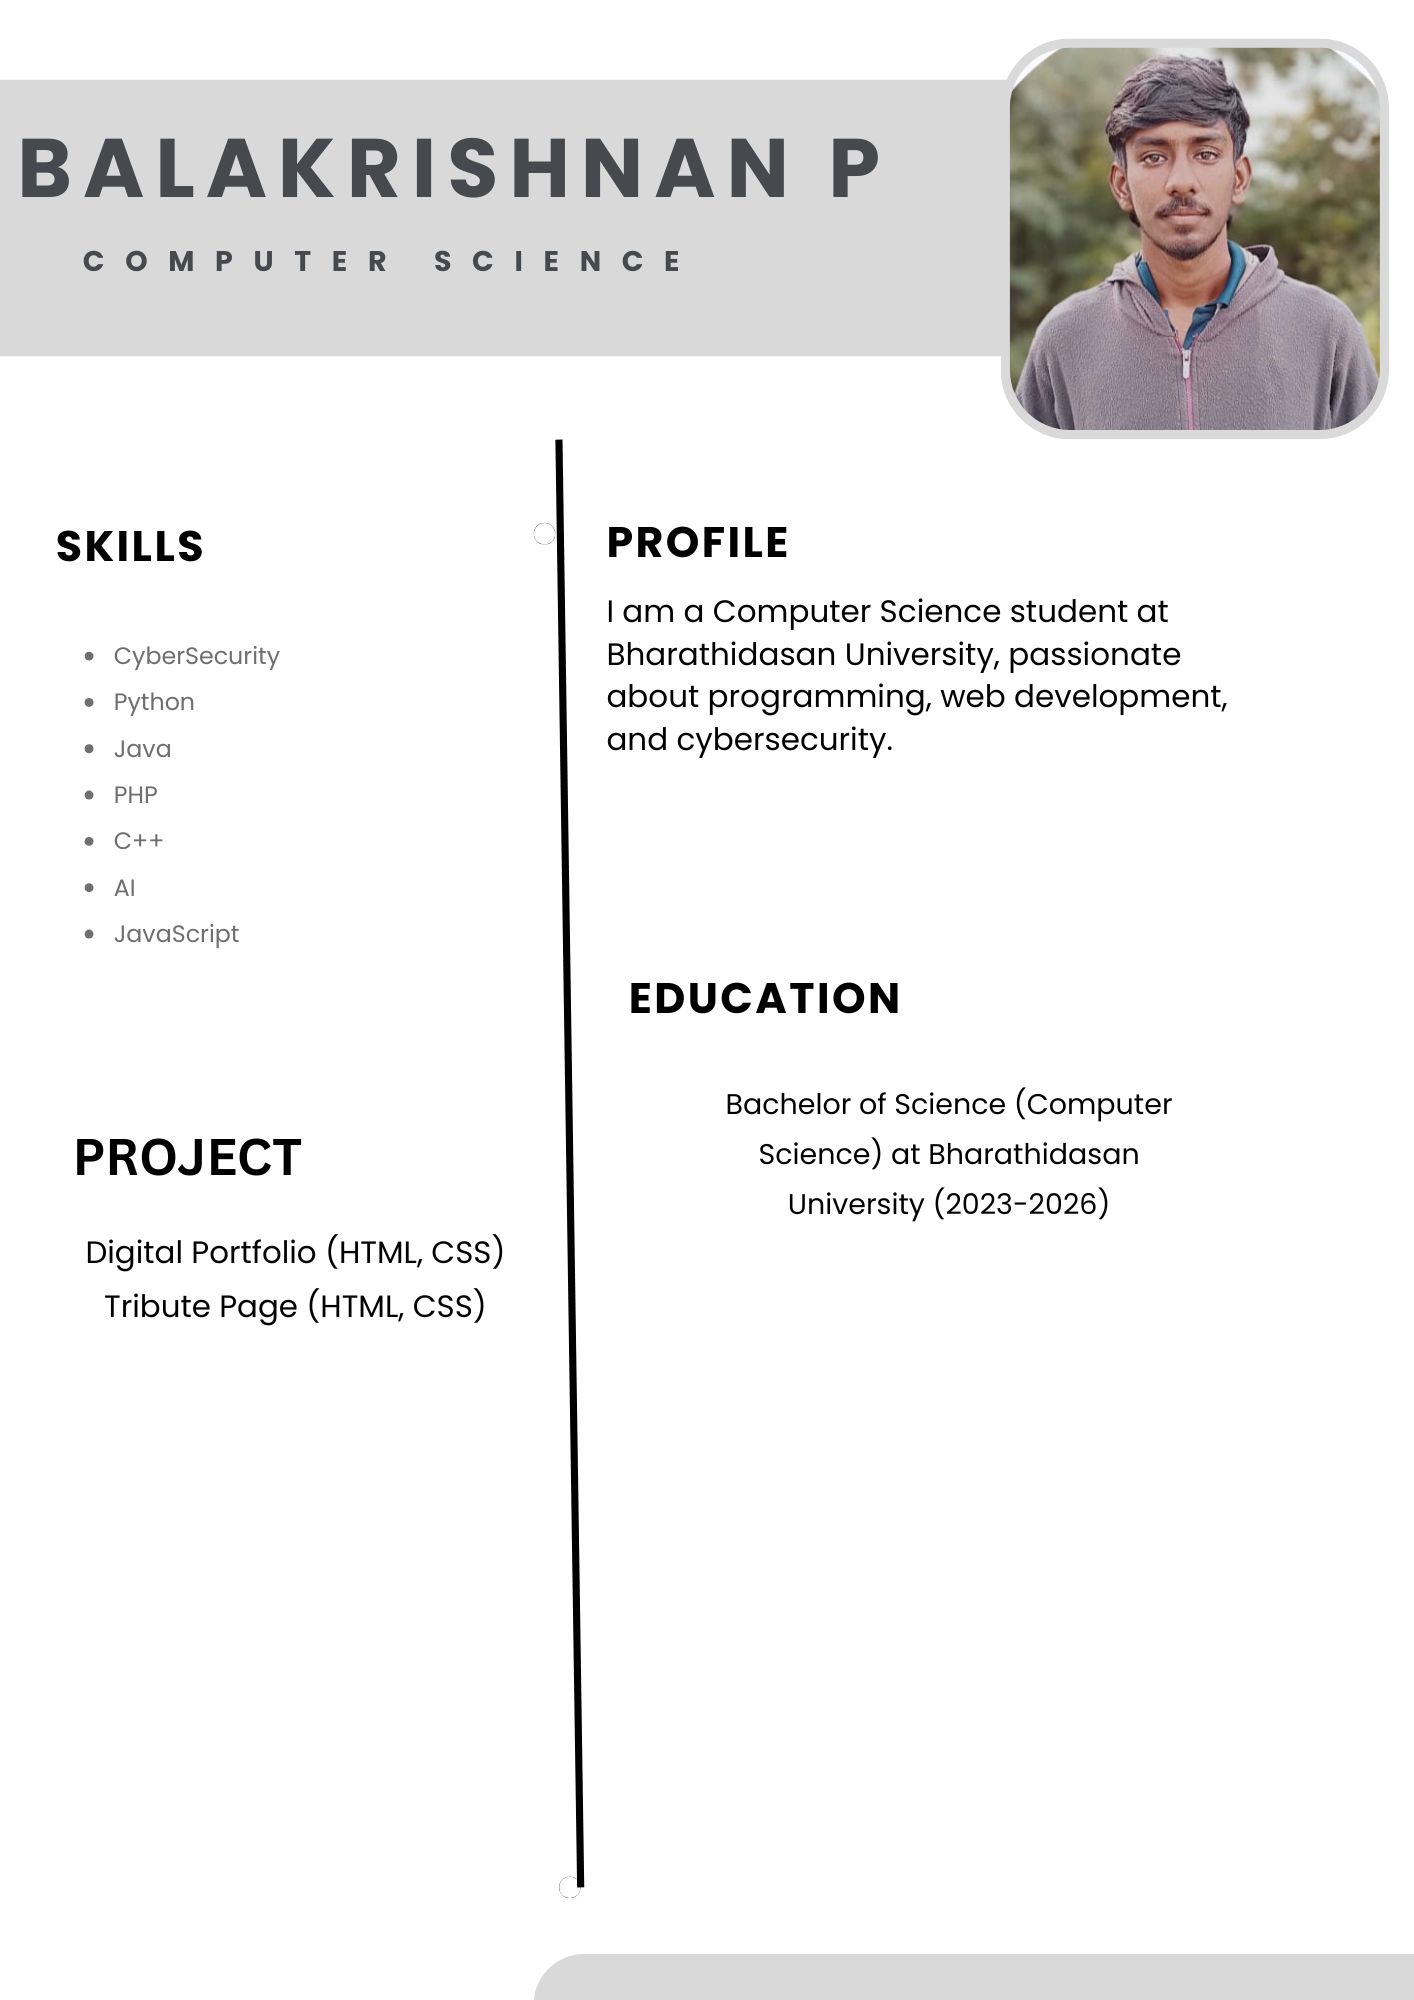 BALAKRISHNAN P
COMPUTER SCIENCE
SKILLS
CyberSecurity
Python
Java
PHP
C++
AI
JavaScript
PROJECT
Digital Portfolio (HTML, CSS)
Tribute Page (HTML, CSS)
PROFILE
I am a Computer Science student at
Bharathidasan University, passionate
about programming, web development,
and cybersecurity.
EDUCATION
Bachelor of Science (Computer
Science) at Bharathidasan
University (2023-2026)